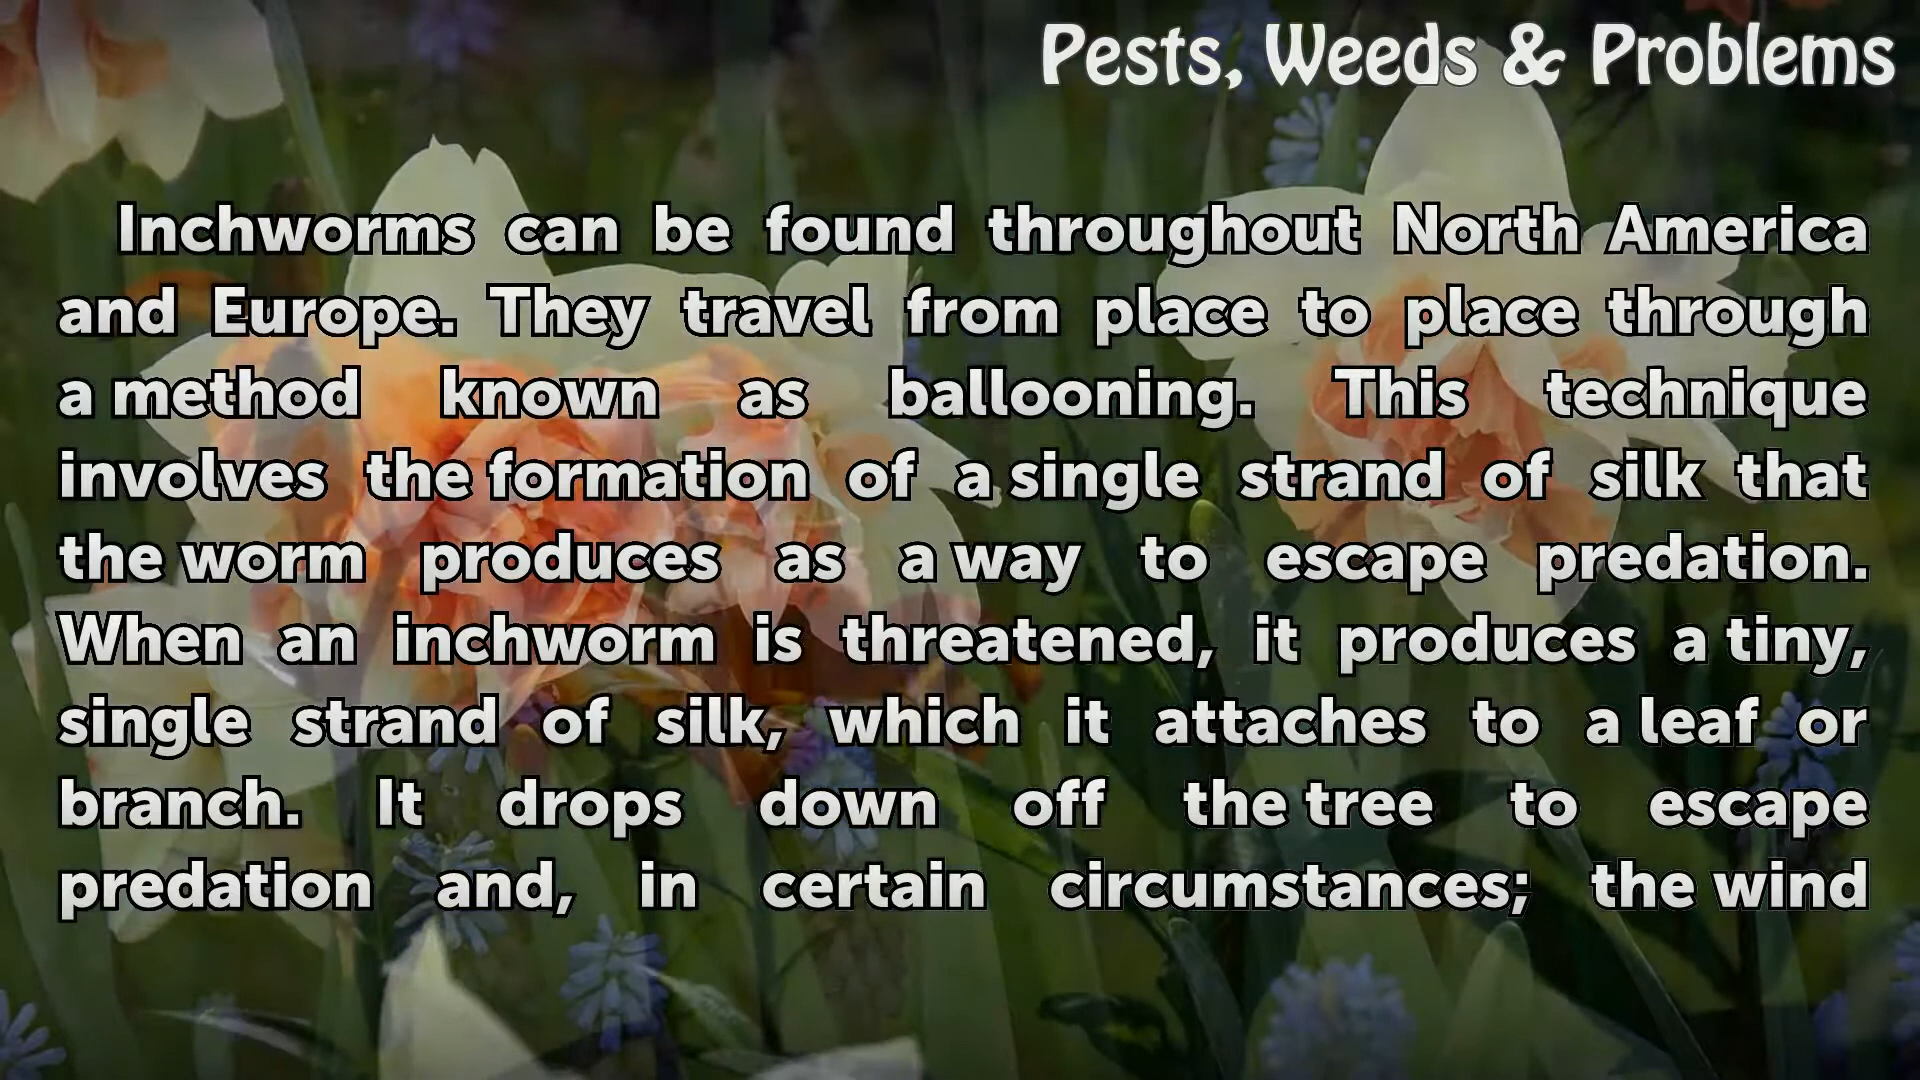 Pests, Weeds & Problems
Inchworms can be found throughout North America
and Europe. They travel from place to place through
a method known as ballooning. This technique
involves the formation of a single strand of silk that
the worm produces as a way to escape predation.
When an inchworm is threatened, it produces a tiny,
single strand of silk, which it attaches to a leaf or
branch. It drops down off the tree to escape
predation and, in certain circumstances; the wind